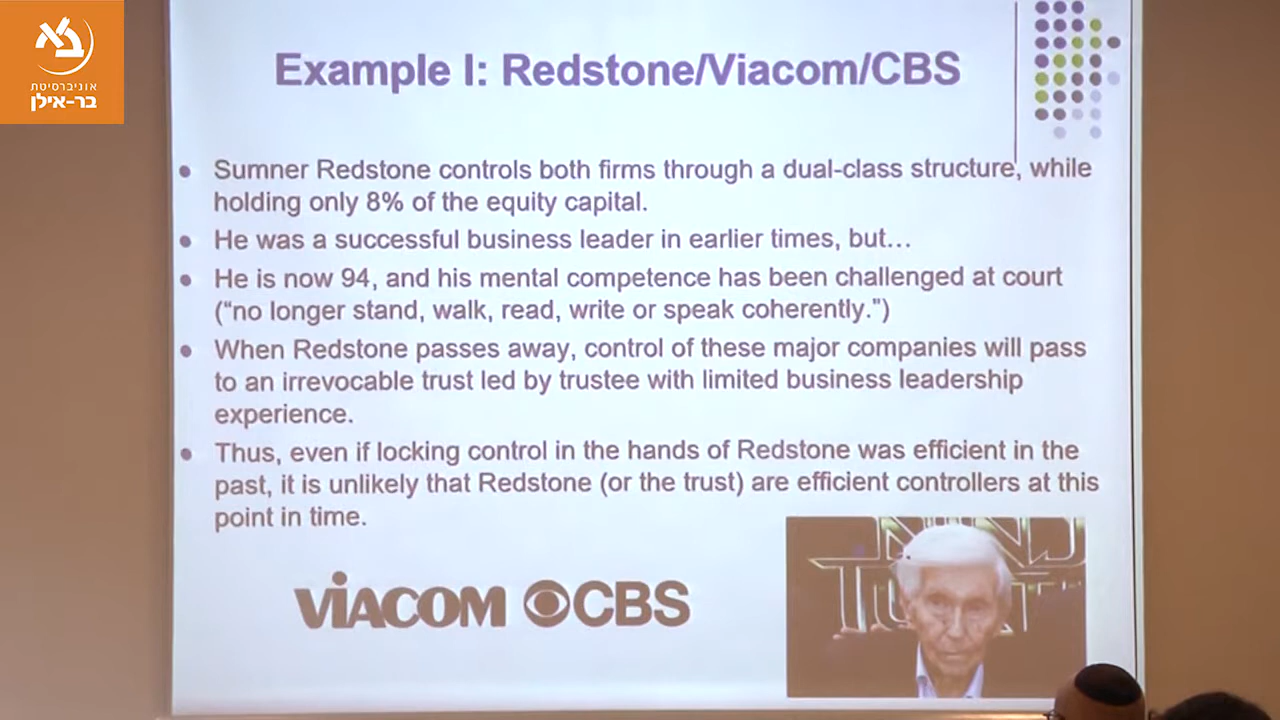 אוניברסיטת
בר-אילן
Example I: Redstone/Viacom/CBS
Sumner Redstone controls both firms through a dual-class structure, while
holding only 8% of the equity capital.
He was a successful business leader in earlier times, but…
He is now 94, and his mental competence has been challenged at court
(“no longer stand, walk, read, write or speak coherently.”)
When Redstone passes away, control of these major companies will pass
to an irrevocable trust led by trustee with limited business leadership
experience.
Thus, even if locking control in the hands of Redstone was efficient in the
past, it is unlikely that Redstone (or the trust) are efficient controllers at this
point in time.
VIACOM CBS